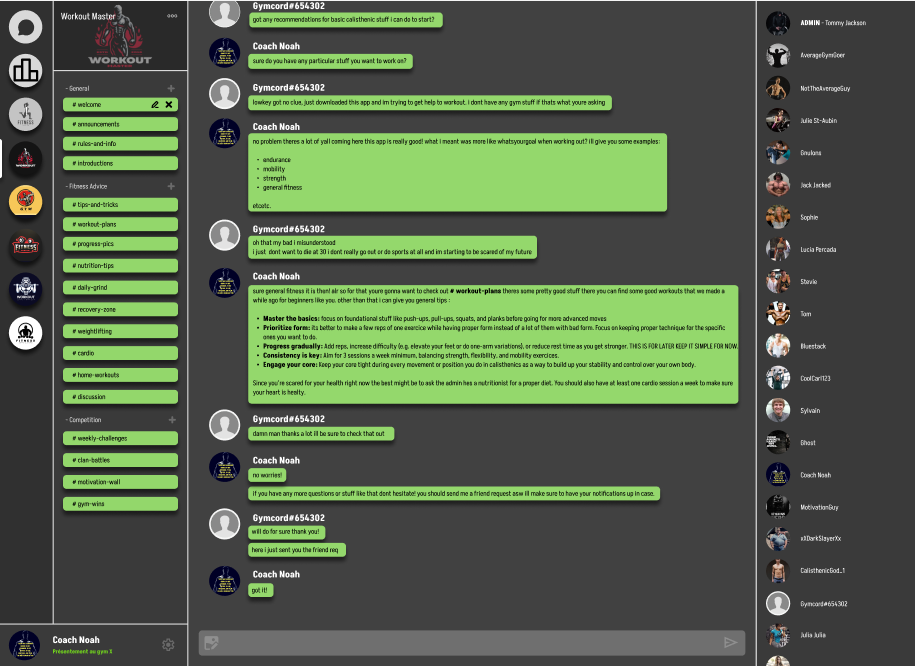 Workout Master
WORKOUT
- General
# welcome
# announcements
# rules-and-info
# introductions
- Fitness Advice
# tips-and-tricks
# workout-plans
# progress-pics
# nutrition-tips
# daily-grind
# recovery-zone
# weightlifting
# cardio
# home-workouts
# discussion
- Competition
# weekly-challenges
# clan-battles
# motivation-wall
# gym-wins
Coach Noah
Présentement au gym !!
FITNESS
WORKOUT
GYM
FITNESS
WORKOUT
FITNESS
Gymcord#654302
got any recommendations for basic calisthenic stuff i can do to start?
Coach Noah
sure do you have any particular stuff you want to work on?
Gymcord#654302
lowkey got no clue, just downloaded this app and im trying to get help to workout. i dont have any gym stuff if thats what youre asking
Coach Noah
no problem theres a lot of yall coming here this app is really good! what i meant was more like whatsyourgoal when working out? ill give you some examples:
• endurance
• mobility
• strength
• general fitness
etcetc.
Gymcord#654302
oh that my bad i misunderstood
i just dont want to die at 30 i dont really go out or do sports at all end im starting to be scared of my future
Coach Noah
sure general fitness it is then! air so for that youre gonna want to check out # workout-plans theres some pretty good stuff there you can find some good workouts that we made a
while ago for beginners like you. other than that i can give you general tips :
• Master the basics: focus on foundational stuff like push-ups, pull-ups, squats, and planks before going for more advanced moves
• Prioritize form: its better to make a few reps of one exercice while having proper form instead of a lot of them with bad form. Focus on keeping proper technique for the specific
ones you want do.
• Progress gradually: Add reps, increase difficulty (e.g. elevate your feet or do one-arm variations), or reduce rest time as you get stronger. THIS IS FOR LATER KEEP IT SIMPLE FOR NOW.
• Consistency is key: Aim for 3 sessions a week minimum, balancing strength, flexibility, and mobility exercices.
• Engage your core: Keep your core tight during every movement or position you do in calisthenics as a way to build up your stability and control over your own body.
Since you're scared for your health right now the best might be to ask the admin hes a nutritionist for a proper diet. You should also have at least one cardio session a week to make sure
your heart is healty.
Gymcord#654302
damn man thanks a lot ill be sure to check that out
Coach Noah
no worries!
If you have any more questions or stuff like that dont hesitate! you should send me a friend request asw ill make sure to have your notifications up in case.
Gymcord#654302
will do for sure thank you!
here i just sent you the friend req
Coach Noah
got it!
ADMIN - Tommy Jackson
AverageGymGoer
NotTheAverageGuy
Julie St-Aubin
Gnulons
Jack Jacked
Sophie
Lucia Percada
Stevie
Tom
Bluestack
CoolCarl123
Sylvain
Ghost
Coach Noah
MotivationGuy
xXDarkSlayerXx
CalisthenicGod_1
Gymcord#654302
Julia Julia